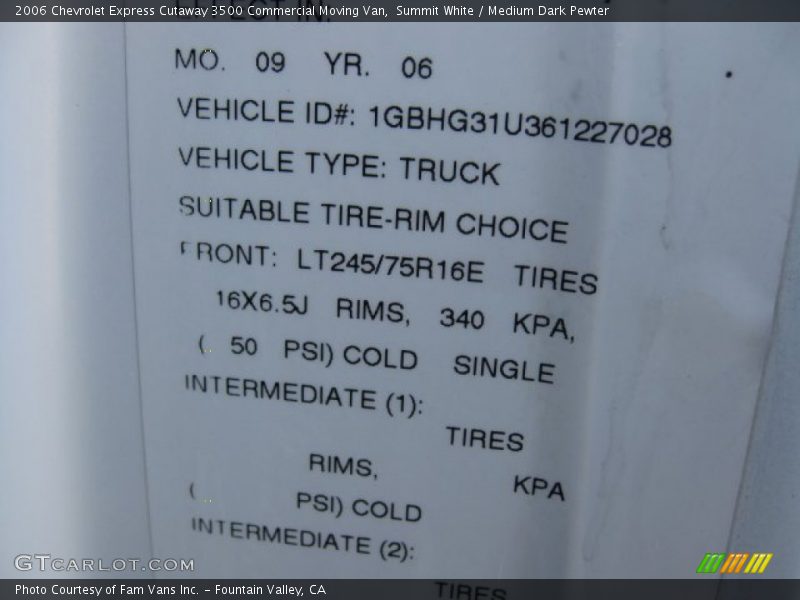 2006 Chevrolet Express Cutaway 3500 Commercial Moving Van, Summit White / Medium Dark Pewter
EFFECT IN:
MO. 09 YR. 06
VEHICLE ID#: 1GBHG31U361227028
VEHICLE TYPE: TRUCK
SUITABLE TIRE-RIM CHOICE
FRONT: LT245/75R16E TIRES
16X6.5J RIMS, 340 KPA,
( 50 PSI) COLD SINGLE
INTERMEDIATE (1):
TIRES
RIMS, KPA
( PSI) COLD
INTERMEDIATE (2):
TIRES
GTCARLOT.COM
Photo Courtesy of Fam Vans Inc. – Fountain Valley, CA